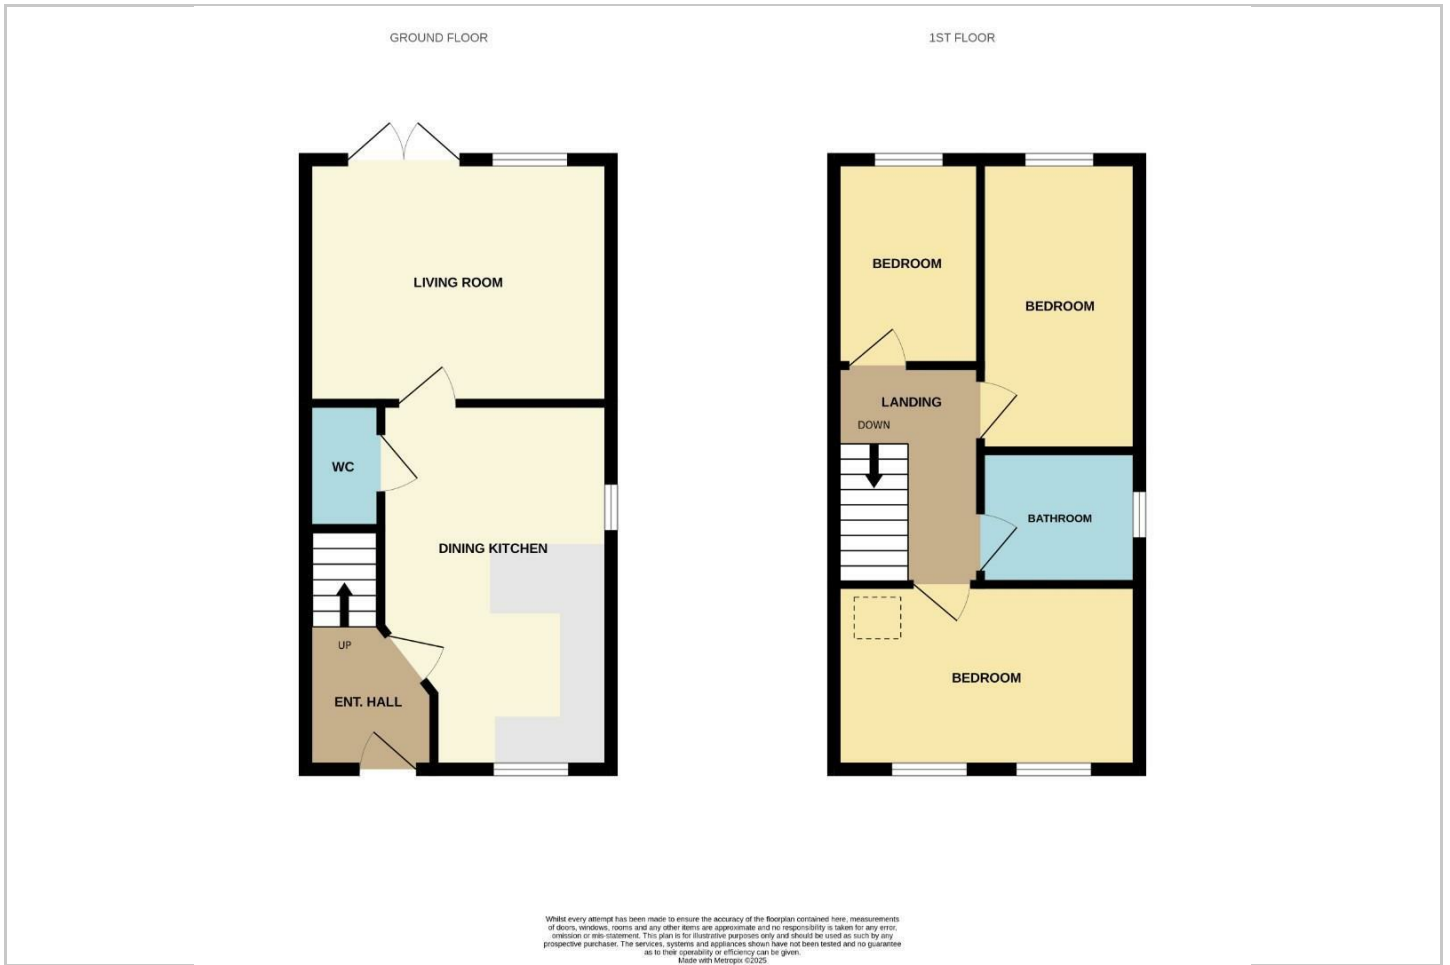 GROUND FLOOR
1ST FLOOR
LIVING ROOM
WC
DINING KITCHEN
UP
ENT. HALL
BEDROOM
BEDROOM
LANDING
DOWN
BATHROOM
BEDROOM
Whilst every attempt has been made to ensure the accuracy of the floorplan contained here, measurements
of doors, windows, rooms and any other items are approximate and no responsibility is taken for any error,
omission or mis-statement. This plan is for illustrative purposes only and should be used as such by any
prospective purchaser. The services, systems and appliances shown have not been tested and no guarantee
as to their operability or efficiency can be given.
Made with Metropix ©2025